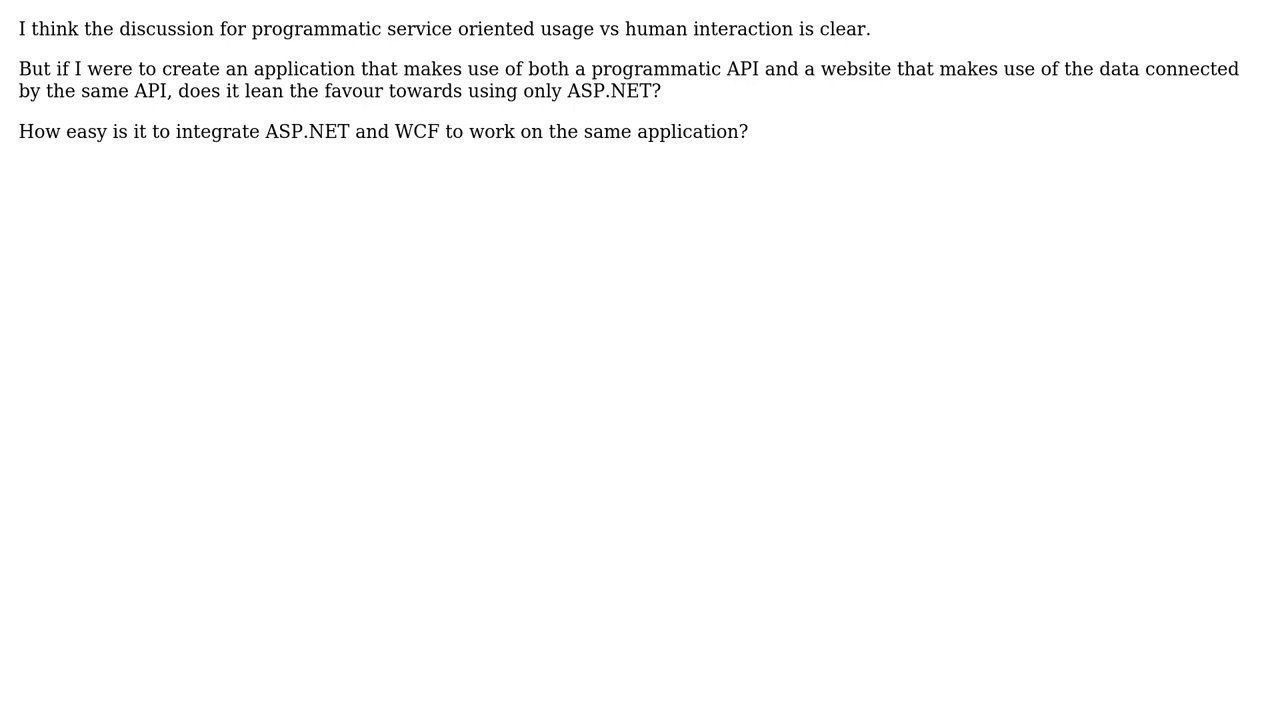 I think the discussion for programmatic service oriented usage vs human interaction is clear.
But if I were to create an application that makes use of both a programmatic API and a website that makes use of the data connected
by the same API, does it lean the favour towards using only ASP.NET?
How easy is it to integrate ASP.NET and WCF to work on the same application?